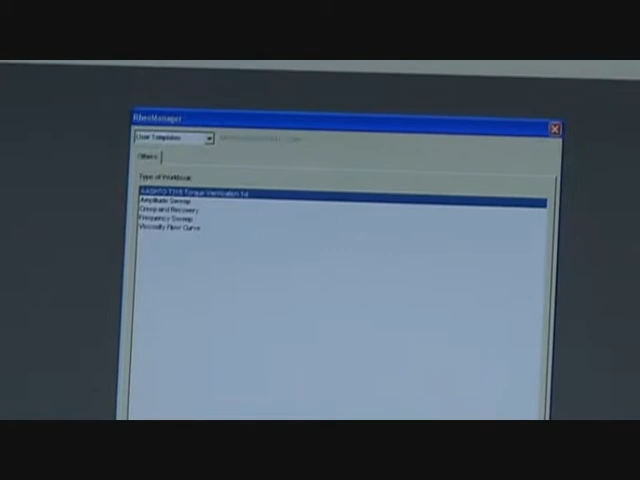 RheoManager
User Templates
Others
Type of Workbook:
AASHTO T315 Torque Verification 1d
Amplitude Sweep
Creep and Recovery
Frequency Sweep
Viscosity Flow Curve